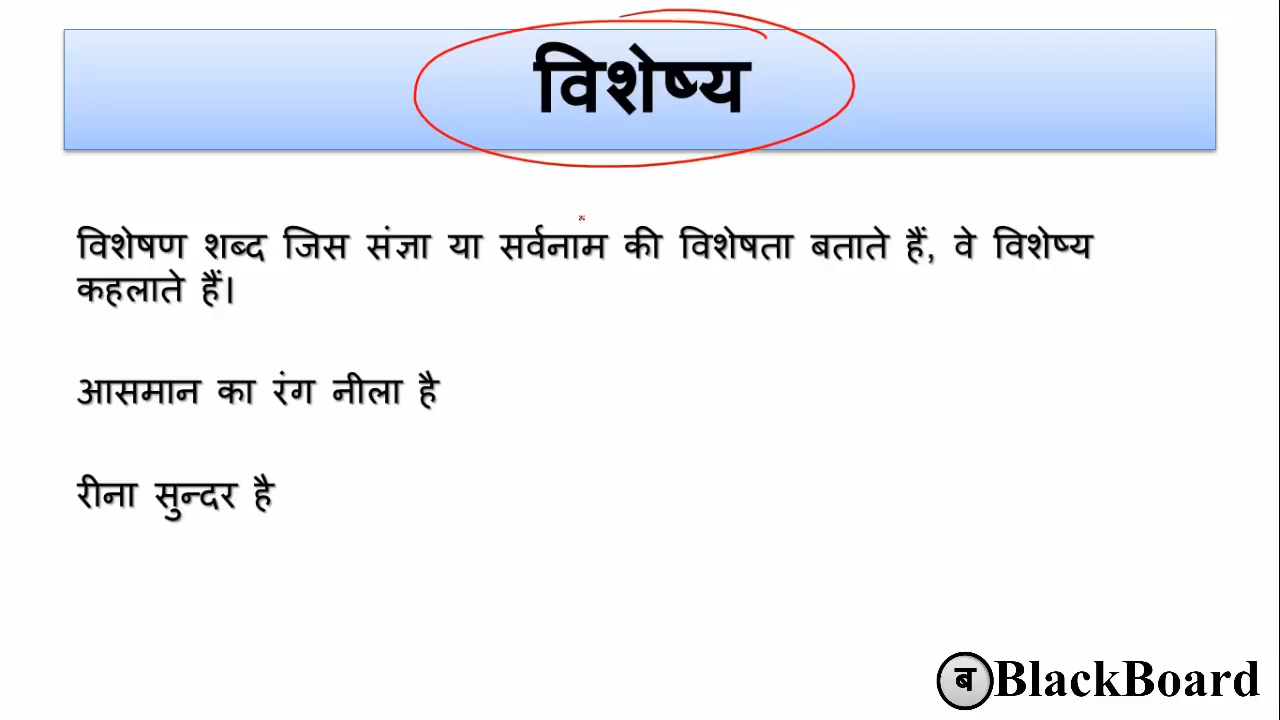 विशेष्य
विशेषण शब्द जिस संज्ञा या सर्वनाम की विशेषता बताते हैं, वे विशेष्य
कहलाते हैं।
आसमान का रंग नीला है
रीना सुन्दर है
ब BlackBoard